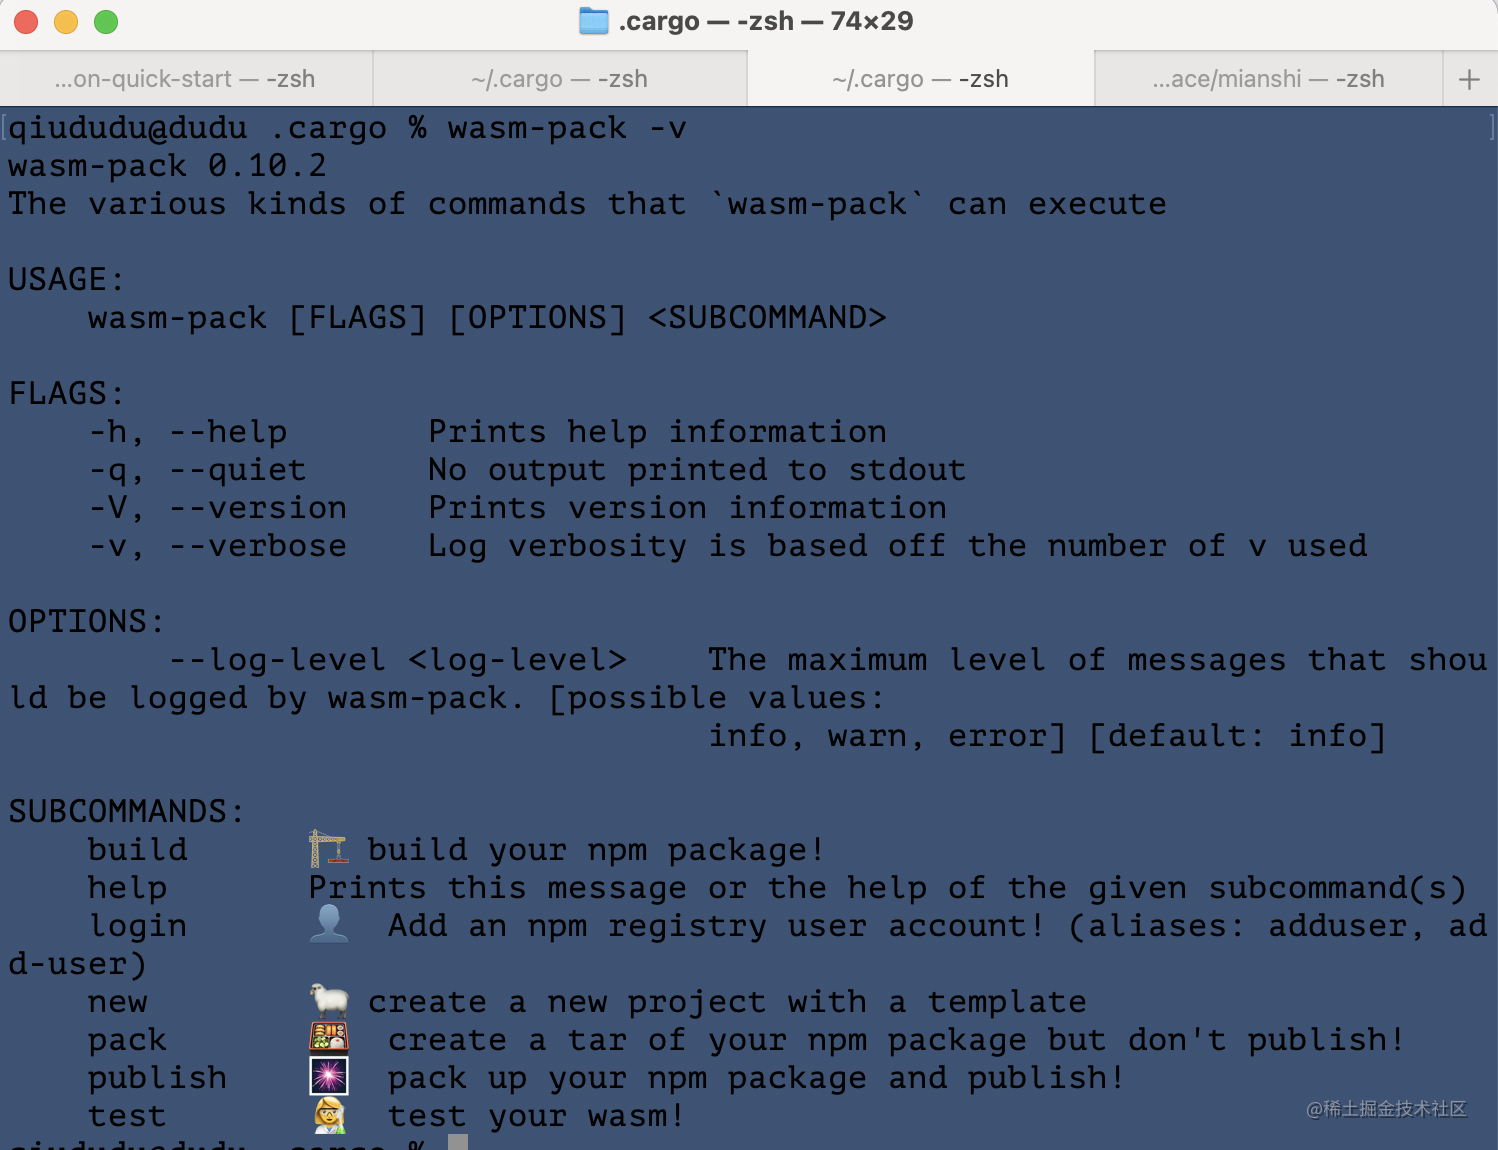 .cargo — -zsh — 74×29
...on-quick-start — -zsh
~/.cargo — -zsh
~/.cargo — -zsh
...ace/mianshi — -zsh
+
[qiududu@dudu .cargo % wasm-pack -v ]
wasm-pack 0.10.2
The various kinds of commands that `wasm-pack` can execute
USAGE:
    wasm-pack [FLAGS] [OPTIONS] <SUBCOMMAND>
FLAGS:
    -h, --help       Prints help information
    -q, --quiet      No output printed to stdout
    -V, --version    Prints version information
    -v, --verbose    Log verbosity is based off the number of v used
OPTIONS:
        --log-level <log-level>    The maximum level of messages that shou
ld be logged by wasm-pack. [possible values:
                                   info, warn, error] [default: info]
SUBCOMMANDS:
    build      🏗️ build your npm package!
    help       Prints this message or the help of the given subcommand(s)
    login      👤  Add an npm registry user account! (aliases: adduser, ad
d-user)
    new        🐑 create a new project with a template
    pack       🍱  create a tar of your npm package but don't publish!
    publish    🎆  pack up your npm package and publish!
    test       👩‍🔬  test your wasm!
qiududu@dudu .cargo %
@稀土掘金技术社区